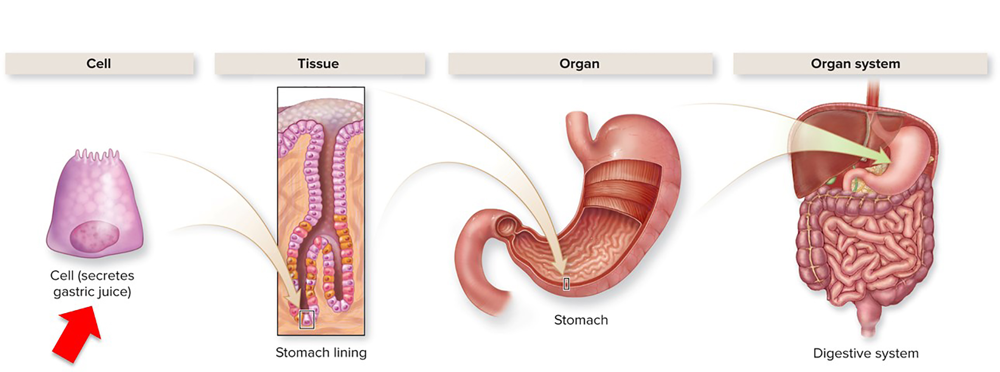 Cell
Tissue
Organ
Organ system
Cell (secretes
gastric juice)
Stomach lining
Stomach
Digestive system